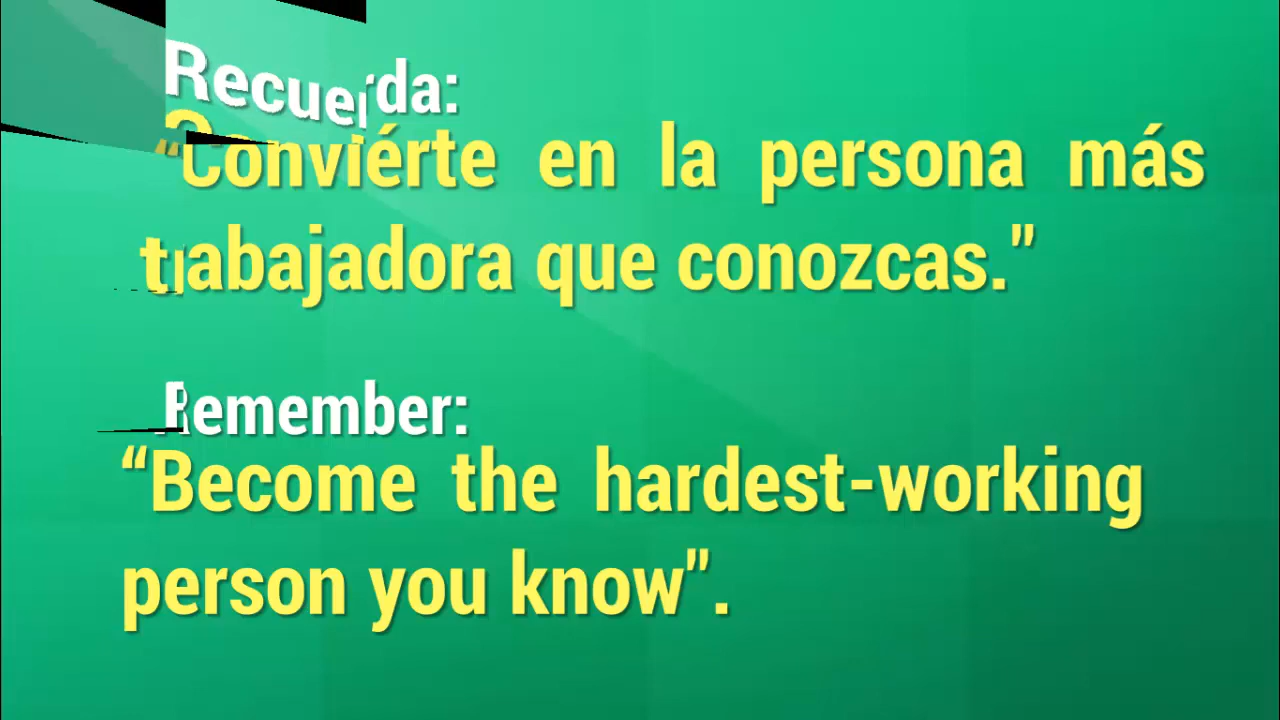 Recuerda:
“Conviérte en la persona más
trabajadora que conozcas."
Remember:
“Become the hardest-working
person you know".